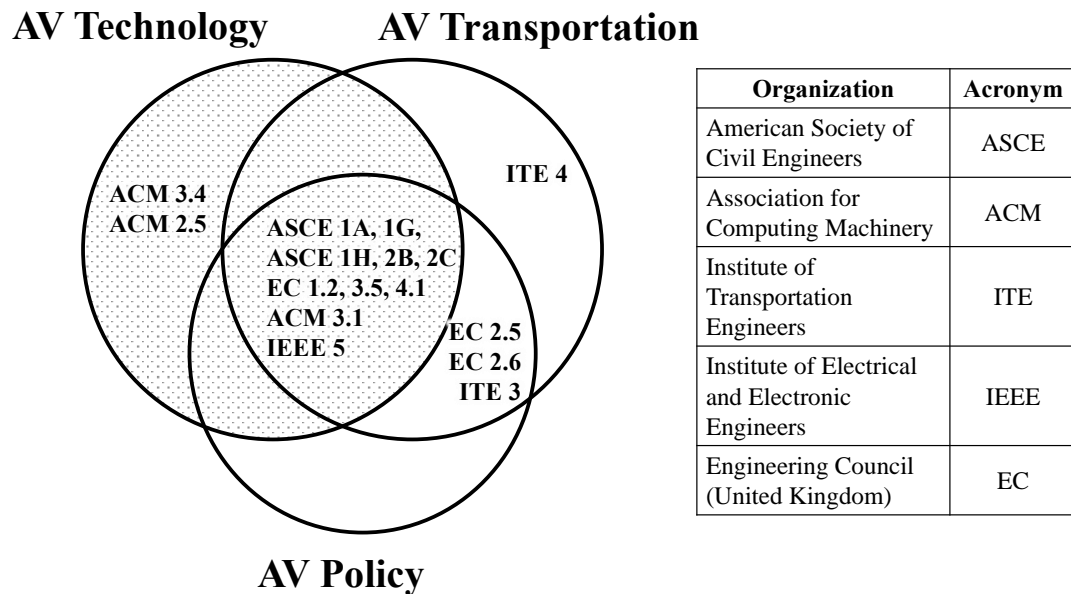 AV Technology
AV Transportation
ACM 3.4
ACM 2.5
ITE 4
ASCE 1A, 1G,
ASCE 1H, 2B, 2C
EC 1.2, 3.5, 4.1
ACM 3.1
IEEE 5
EC 2.5
EC 2.6
ITE 3
AV Policy
Organization Acronym
American Society of
Civil Engineers
ASCE
Association for
Computing Machinery
ACM
Institute of
Transportation
Engineers
ITE
Institute of Electrical
and Electronic
Engineers
IEEE
Engineering Council
(United Kingdom)
EC